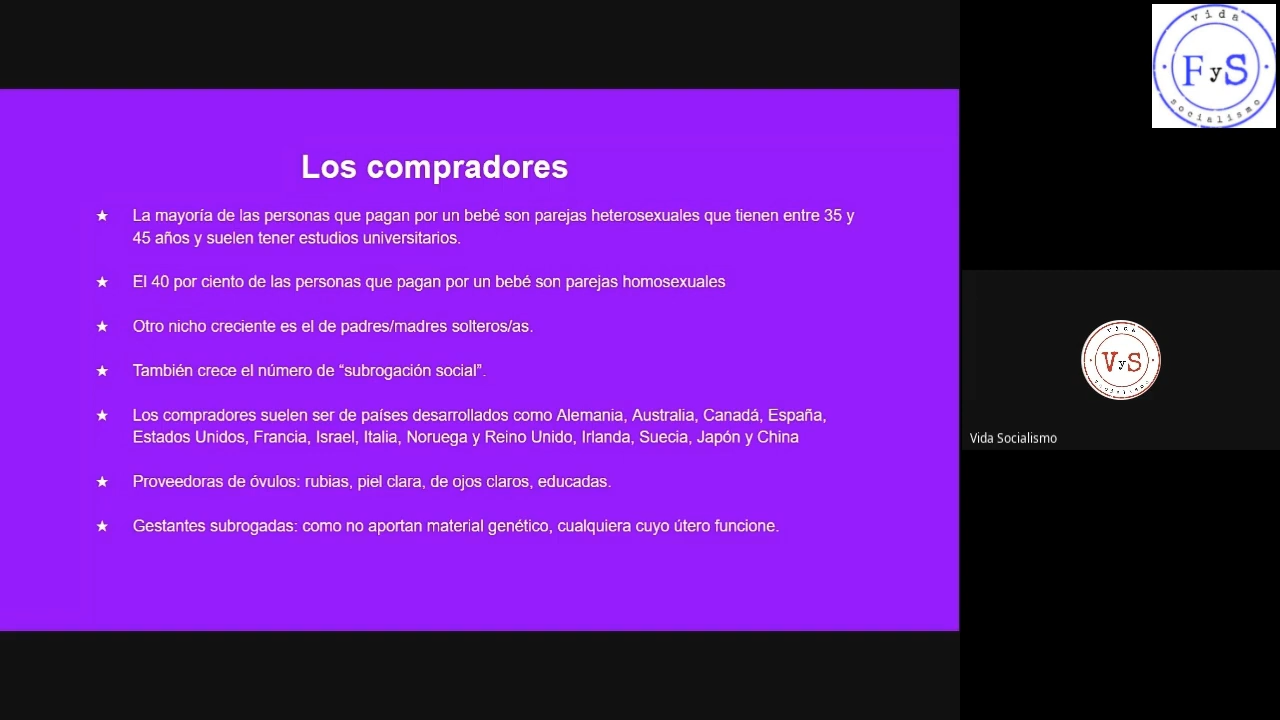 Los compradores
★ La mayoría de las personas que pagan por un bebé son parejas heterosexuales que tienen entre 35 y
45 años y suelen tener estudios universitarios.
★ El 40 por ciento de las personas que pagan por un bebé son parejas homosexuales
★ Otro nicho creciente es el de padres/madres solteros/as.
★ También crece el número de “subrogación social”.
★ Los compradores suelen ser de países desarrollados como Alemania, Australia, Canadá, España,
Estados Unidos, Francia, Israel, Italia, Noruega y Reino Unido, Irlanda, Suecia, Japón y China
★ Proveedoras de óvulos: rubias, piel clara, de ojos claros, educadas.
★ Gestantes subrogadas: como no aportan material genético, cualquiera cuyo útero funcione.
vida
FyS
socialismo
vida
VyS
Vida Socialismo